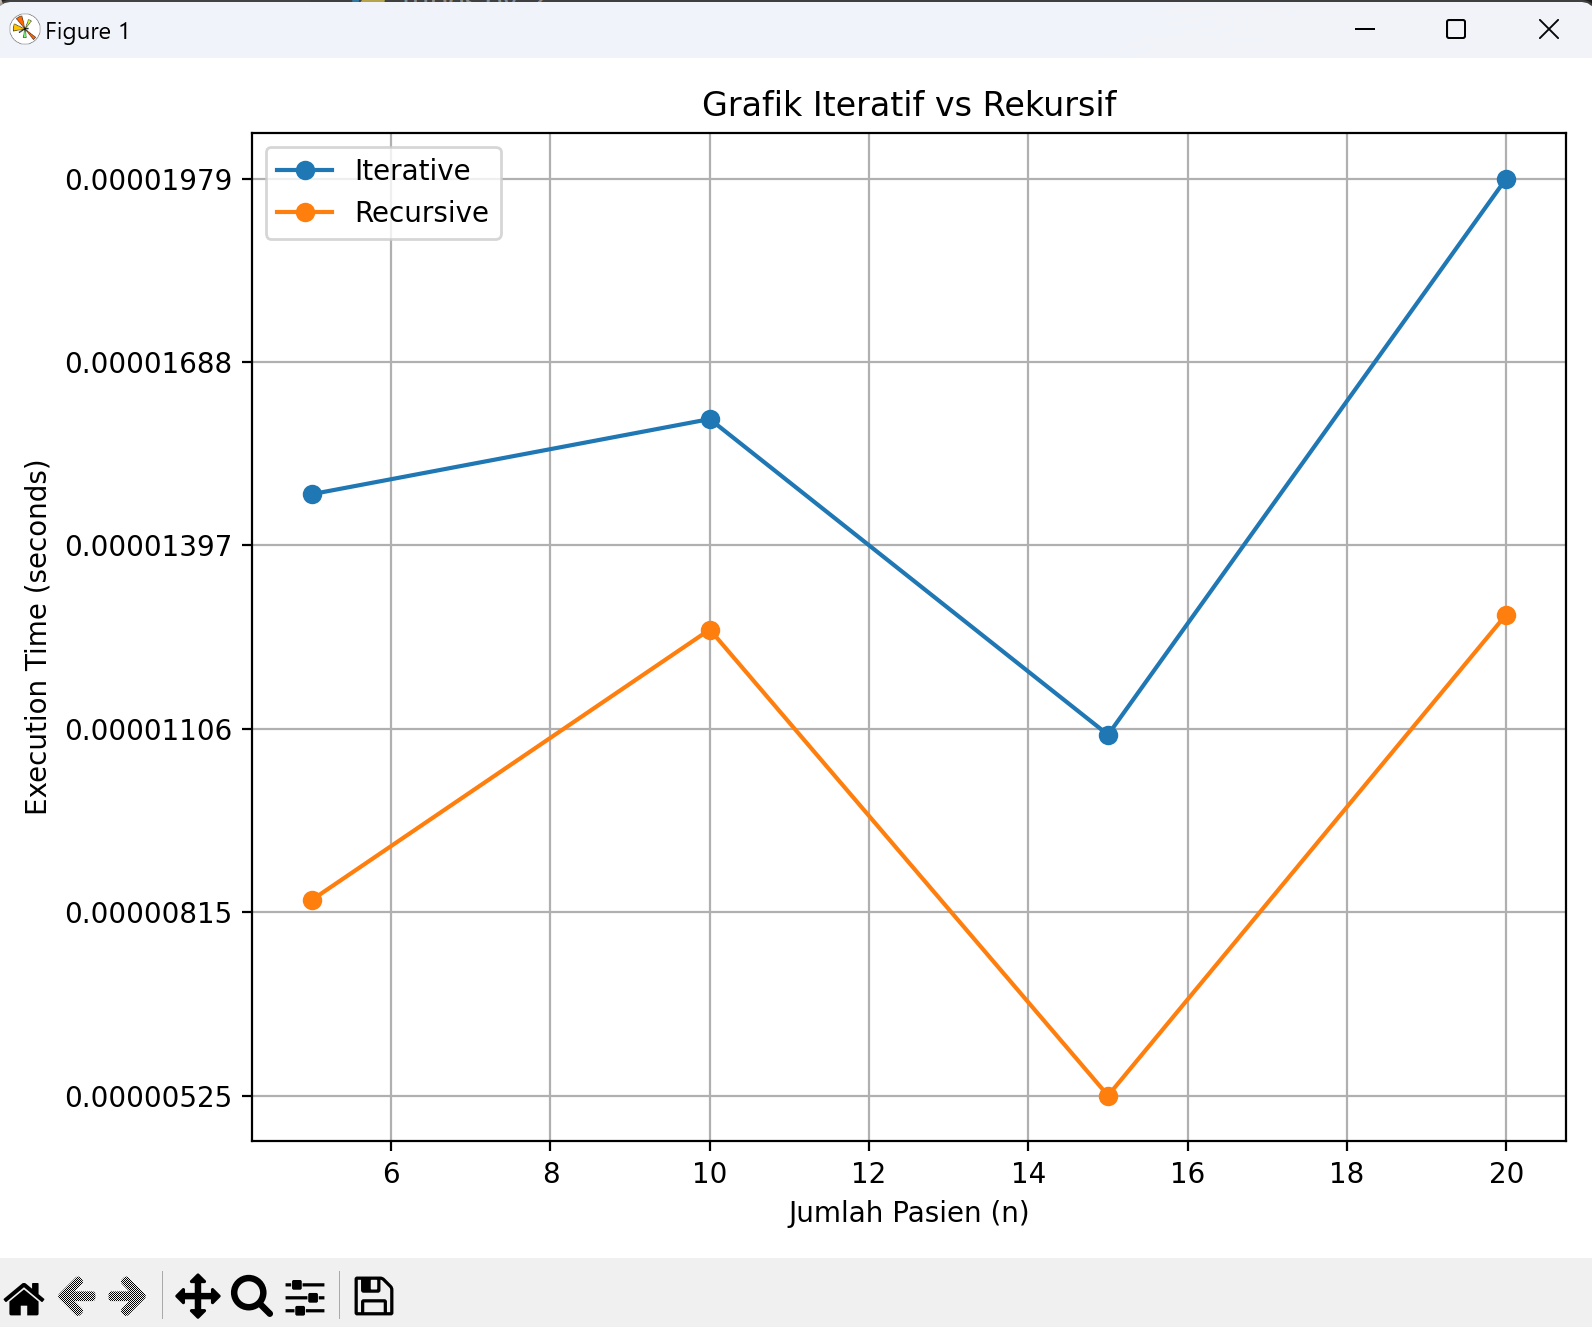 Figure 1
Grafik Iteratif vs Rekursif
Iterative
Recursive
0.00001979
0.00001688
0.00001397
0.00001106
0.00000815
0.00000525
Execution Time (seconds)
6 8 10 12 14 16 18 20
Jumlah Pasien (n)